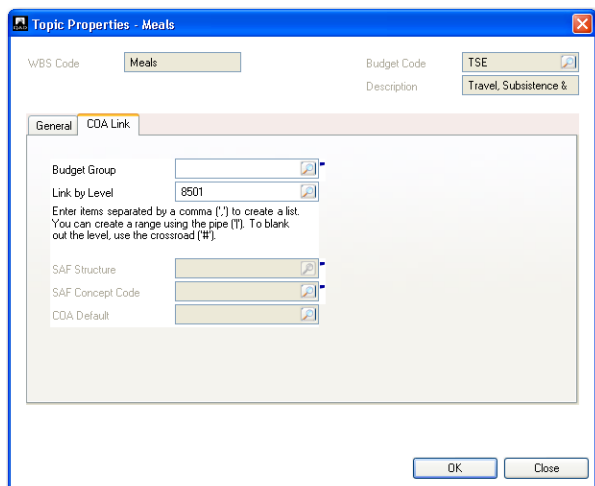 QAD Topic Properties - Meals
WBS Code Meals Budget Code TSE
Description Travel, Subsistence &
General COA Link
Budget Group
Link by Level 8501
Enter items separated by a comma (',') to create a list.
You can create a range using the pipe ('|'). To blank
out the level, use the crossroad ('#').
SAF Structure
SAF Concept Code
COA Default
OK Close